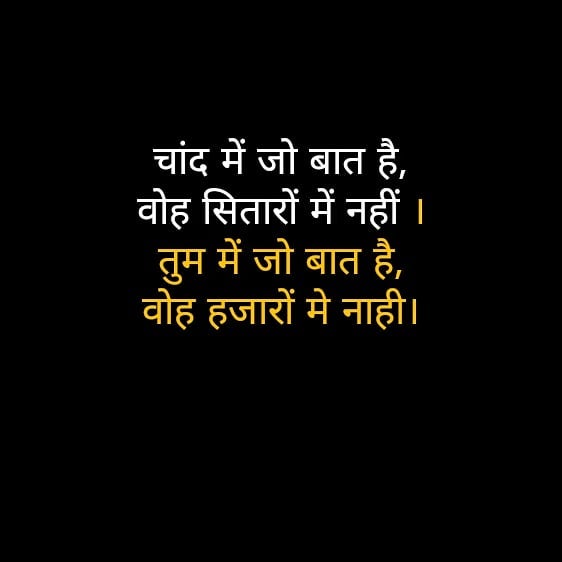 चांद में जो बात है,
वोह सितारों में नहीं ।
तुम में जो बात है,
वोह हजारों मे नाही।